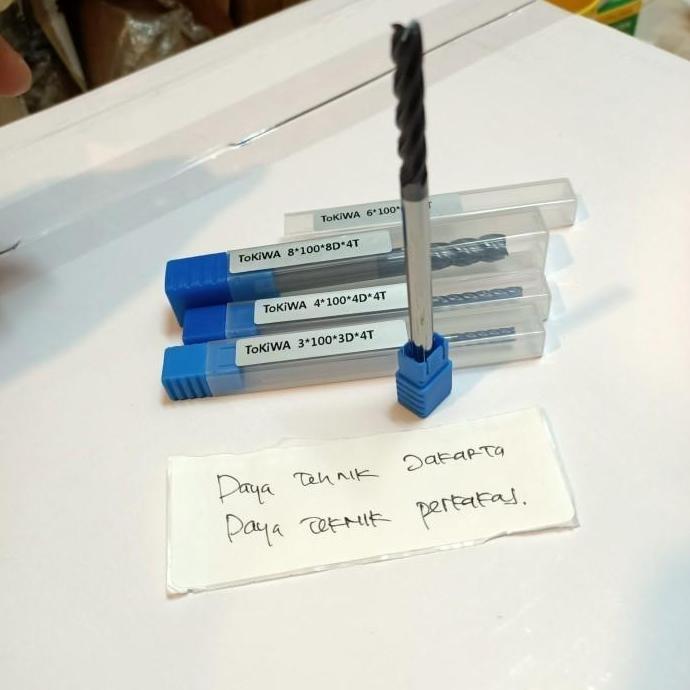 ToKiWA 6*100*
ToKiWA 8*100*8D*4T
ToKiWA 4*100*4D*4T
ToKiWA 3*100*3D*4T
Daya Tehnik Jakarta
Daya TEKNIK perkakas.